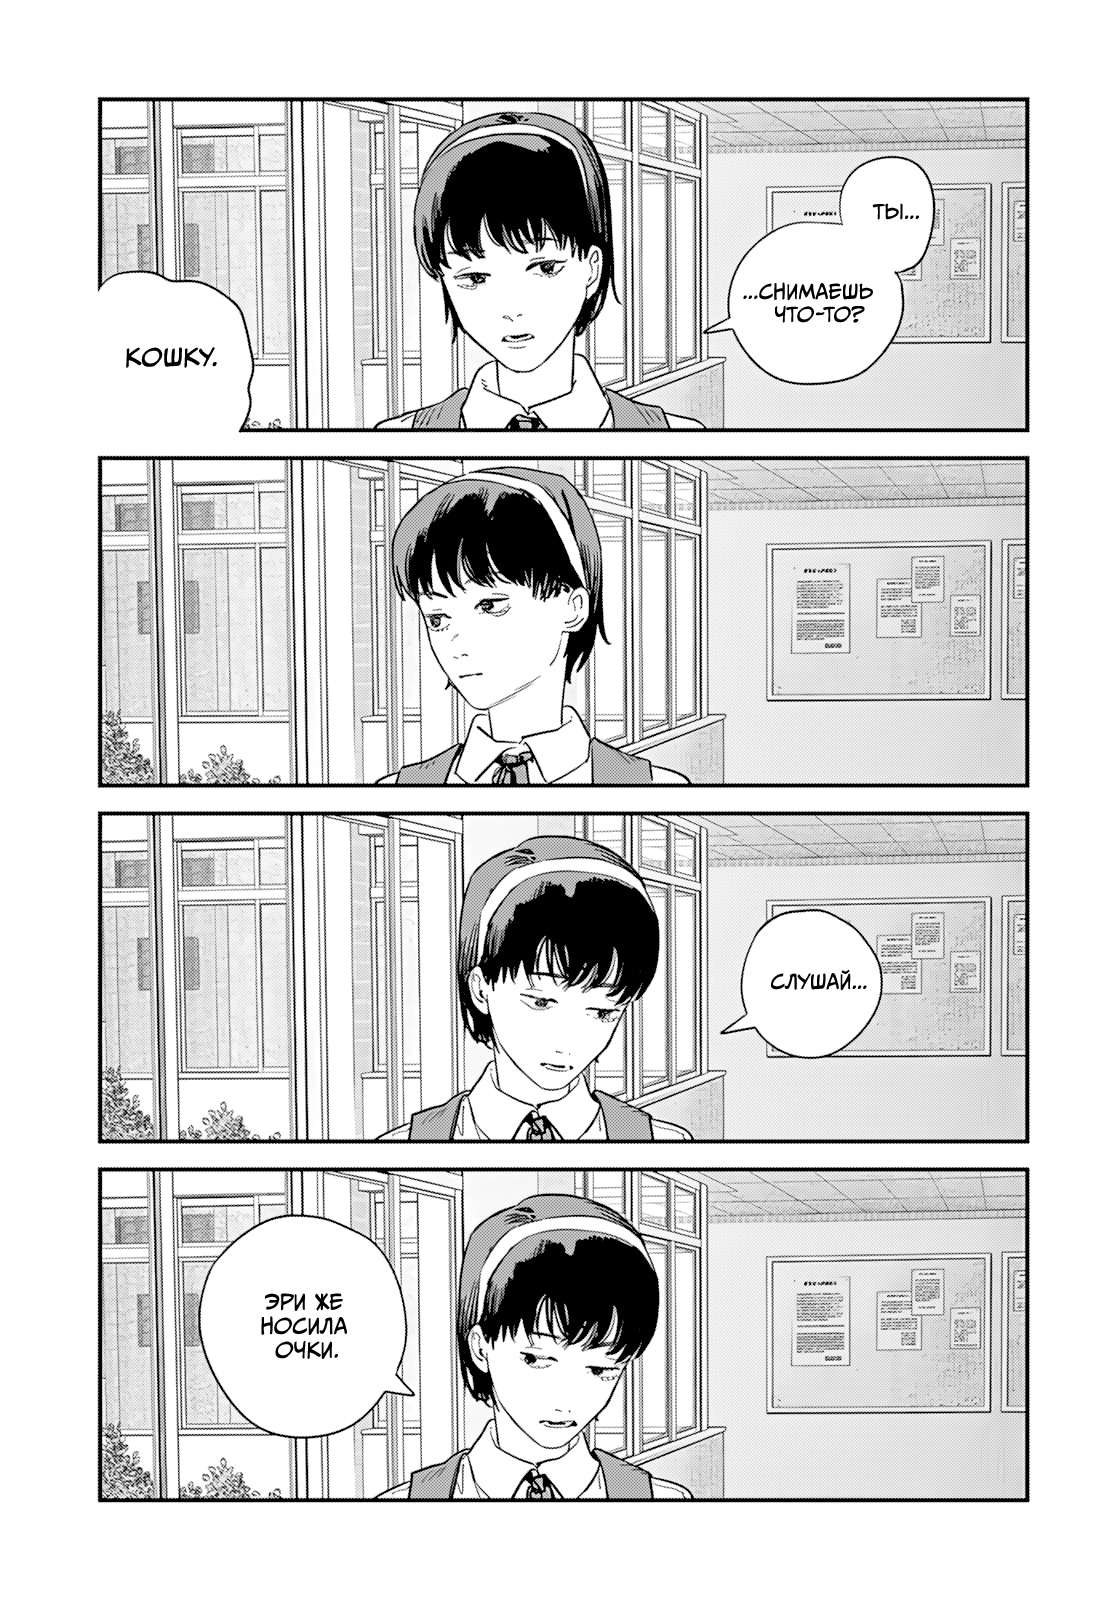 ТЫ...
...СНИМАЕШЬ
ЧТО-ТО?
КОШКУ.
СЛУШАЙ...
ЭРИ ЖЕ
НОСИЛА
ОЧКИ.